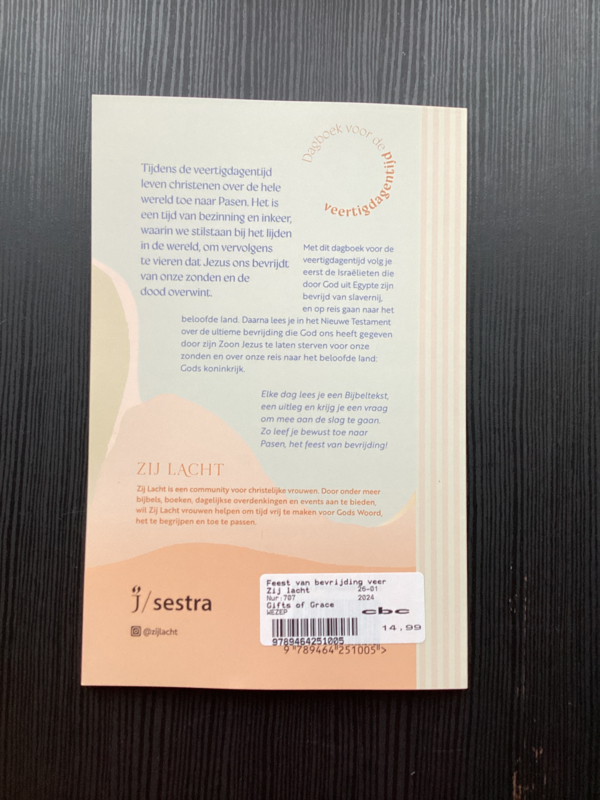 Dagboek voor de
veertigdagentijd
Tijdens de veertigdagentijd
leven christenen over de hele
wereld toe naar Pasen. Het is
een tijd van bezinning en inkeer,
waarin we stilstaan bij het lijden
in de wereld, om vervolgens
te vieren dat Jezus ons bevrijdt
van onze zonden en de
dood overwint.
Met dit dagboek voor de
veertigdagentijd volg je
eerst de Israëlieten die
door God uit Egypte zijn
bevrijd van slavernij,
en op reis gaan naar het
beloofde land. Daarna lees je in het Nieuwe Testament
over de ultieme bevrijding die God ons heeft gegeven
door zijn Zoon Jezus te laten sterven voor onze
zonden en over onze reis naar het beloofde land:
Gods koninkrijk.
Elke dag lees je een Bijbeltekst,
een uitleg en krijg je een vraag
om mee aan de slag te gaan.
Zo leef je bewust toe naar
Pasen, het feest van bevrijding!
ZIJ LACHT
Zij Lacht is een community voor christelijke vrouwen. Door onder meer
bijbels, boeken, dagelijkse overdenkingen en events aan te bieden,
wil Zij Lacht vrouwen helpen om tijd vrij te maken voor Gods Woord,
het te begrijpen en toe te passen.
j/sestra
@zijlacht
Feest van bevrijding veer
Zij lacht 26-01
Nur:707 2024
Gifts of Grace
WEZEP cbc
14,99
9789464251005
9 789464 251005 >